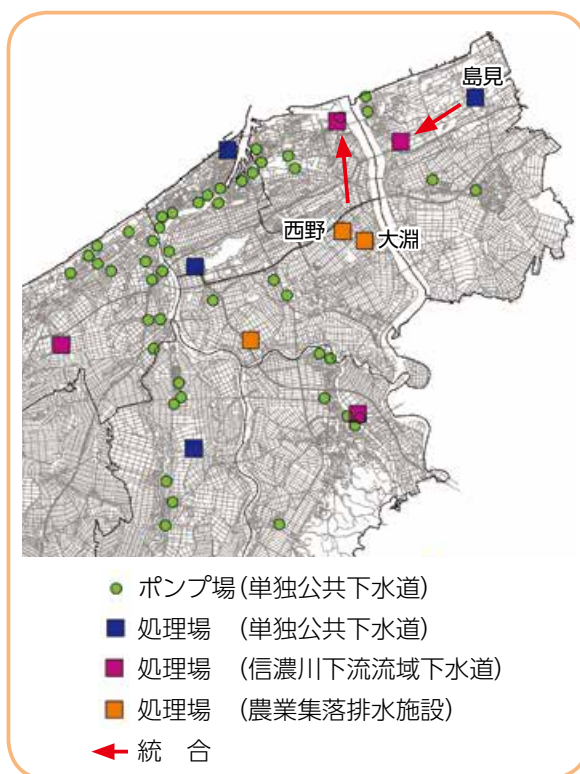 島見
西野
大淵
ポンプ場(単独公共下水道)
処理場 (単独公共下水道)
処理場 (信濃川下流流域下水道)
処理場 (農業集落排水施設)
統 合